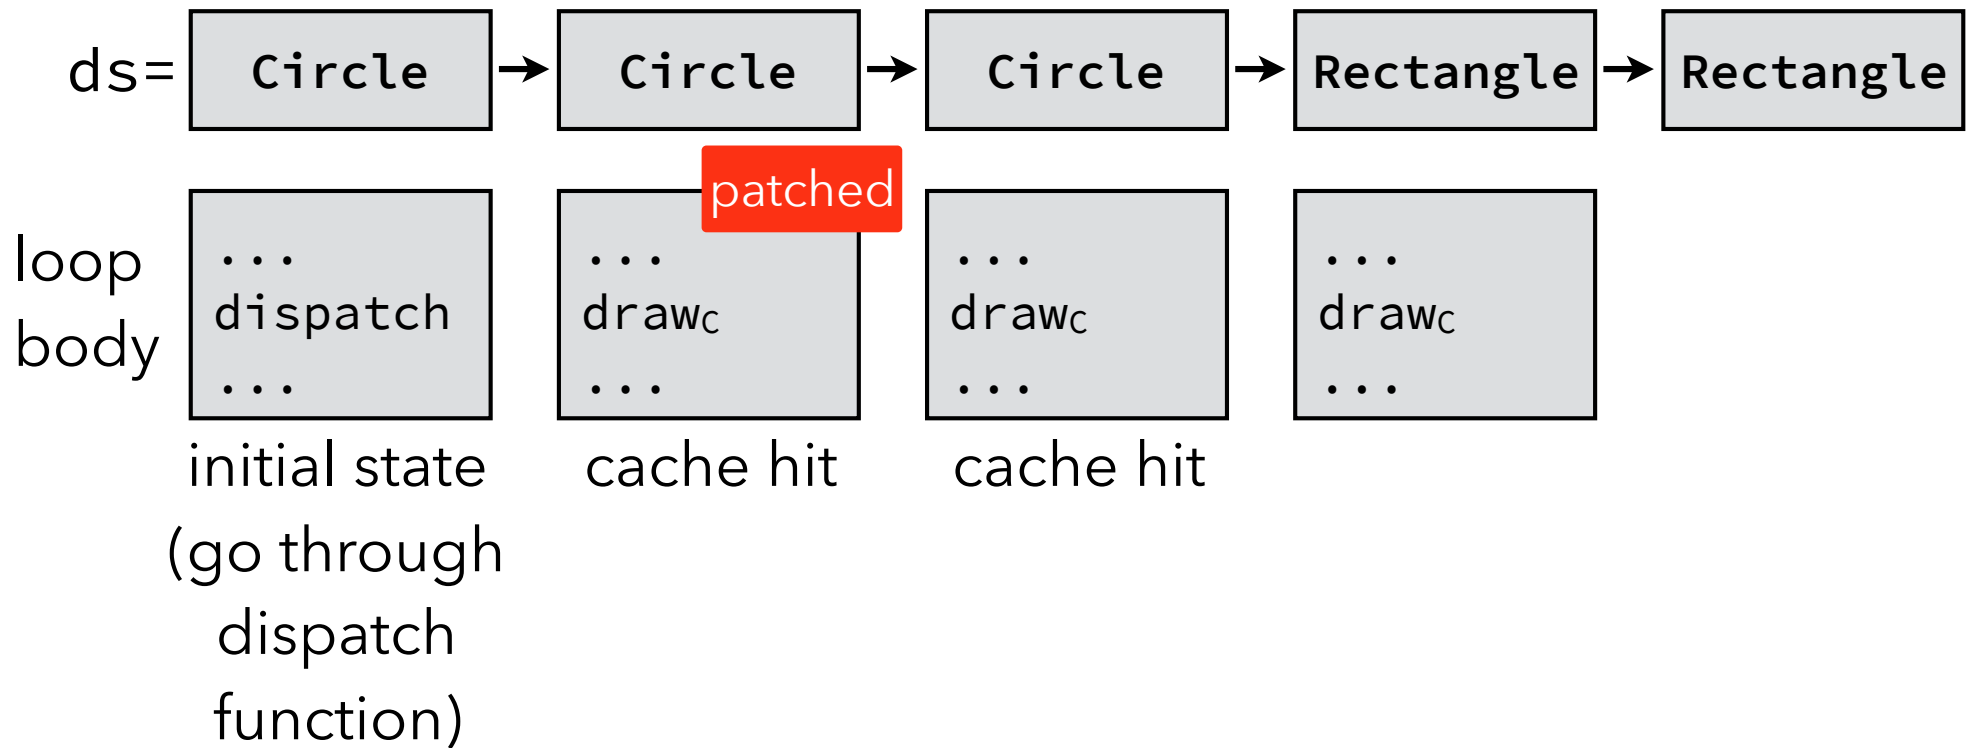 ds= Circle Circle Circle Rectangle Rectangle
patched
loop
body
...
dispatch
...
...
drawC
...
...
drawC
...
...
drawC
...
initial state
(go through
dispatch
function)
cache hit
cache hit